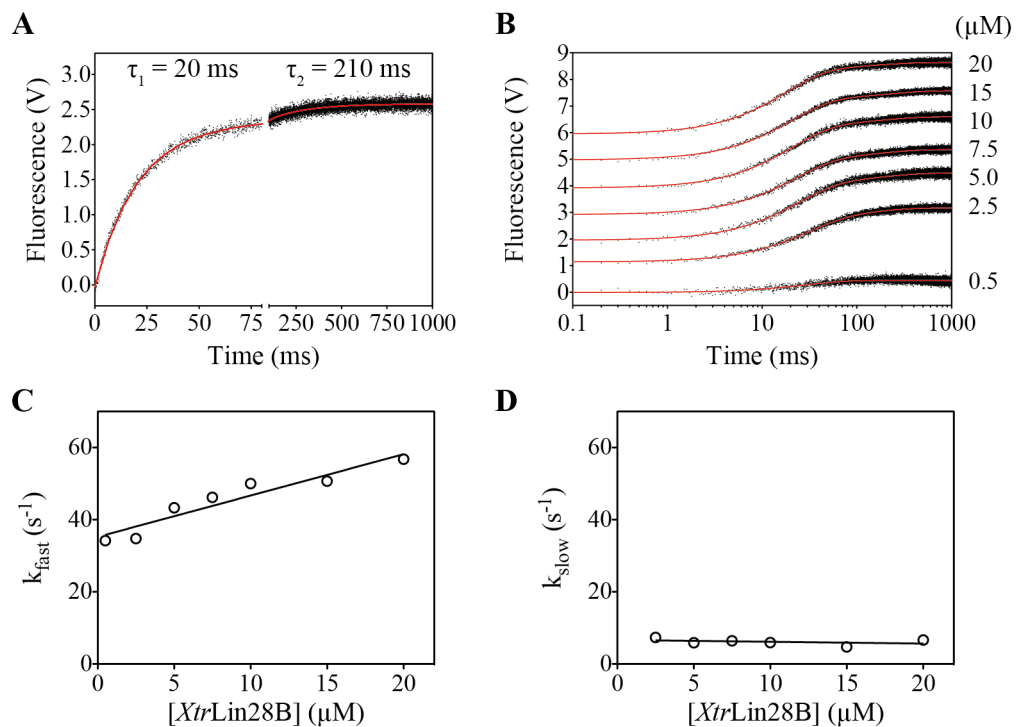 A
τ1 = 20 ms
τ2 = 210 ms
Fluorescence (V)
3.0
2.5
2.0
1.5
1.0
0.5
0.0
0 25 50 75 75 250 500 750 1000
Time (ms)
B
(µM)
Fluorescence (V)
9
8
7
6
5
4
3
2
1
0
20
15
10
7.5
5.0
2.5
0.5
0.1 1 10 100 1000
Time (ms)
C
kfast (s-1)
60
40
20
0
0 5 10 15 20
[XtrLin28B] (µM)
D
kslow (s-1)
60
40
20
0
0 5 10 15 20
[XtrLin28B] (µM)